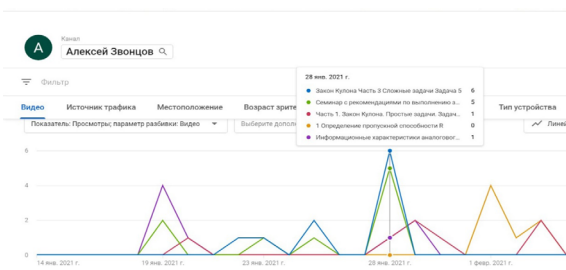 Канал
А
Алексей Звонцов
Фильтр
28 янв. 2021 г.
Закон Кулона Часть 3 Сложные задачи Задача 5 6
Семинар с рекомендациями по выполнению з... 5
Часть 1. Закон Кулона. Простые задачи. Задач... 1
1 Определение пропускной способности R 0
Информационные характеристики аналоговог... 1
Видео Источник трафика Местоположение Возраст зрите Тип устройства
Показатель: Просмотры; параметр разбивки: Видео Выберите дополн Линей
6
4
2
0
14 янв. 2021 г. 19 янв. 2021 г. 23 янв. 2021 г. 28 янв. 2021 г. 1 февр. 2021 г.